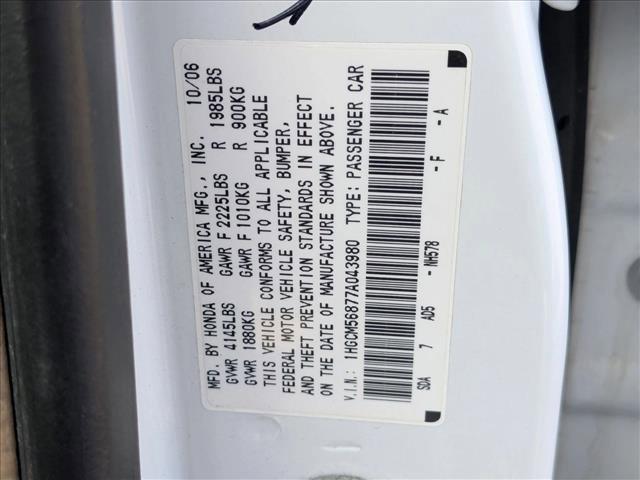 MFD. BY HONDA OF AMERICA MFG., INC. 10/06
GVWR 4145LBS GAWR F 2225LBS R 1985LBS
GVWR 1880KG GAWR F 1010KG R 900KG
THIS VEHICLE CONFORMS TO ALL APPLICABLE
FEDERAL MOTOR VEHICLE SAFETY, BUMPER,
AND THEFT PREVENTION STANDARDS IN EFFECT
ON THE DATE OF MANUFACTURE SHOWN ABOVE.
V.I.N.: 1HGCM56877A043980 TYPE: PASSENGER CAR
SDA 7 AD5 - NH578 - F - A